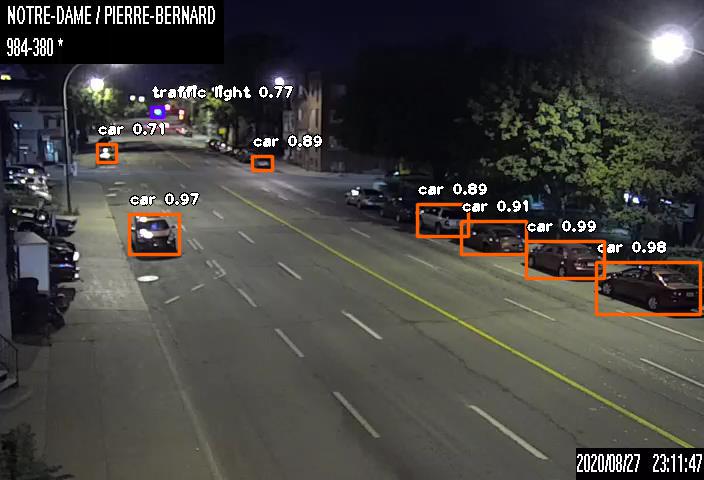 NOTRE-DAME / PIERRE-BERNARD
984-380 *
traffic light 0.77
car 0.71
car 0.89
car 0.97
car 0.89
car 0.91
car 0.99
car 0.98
2020/08/27 23:11:47